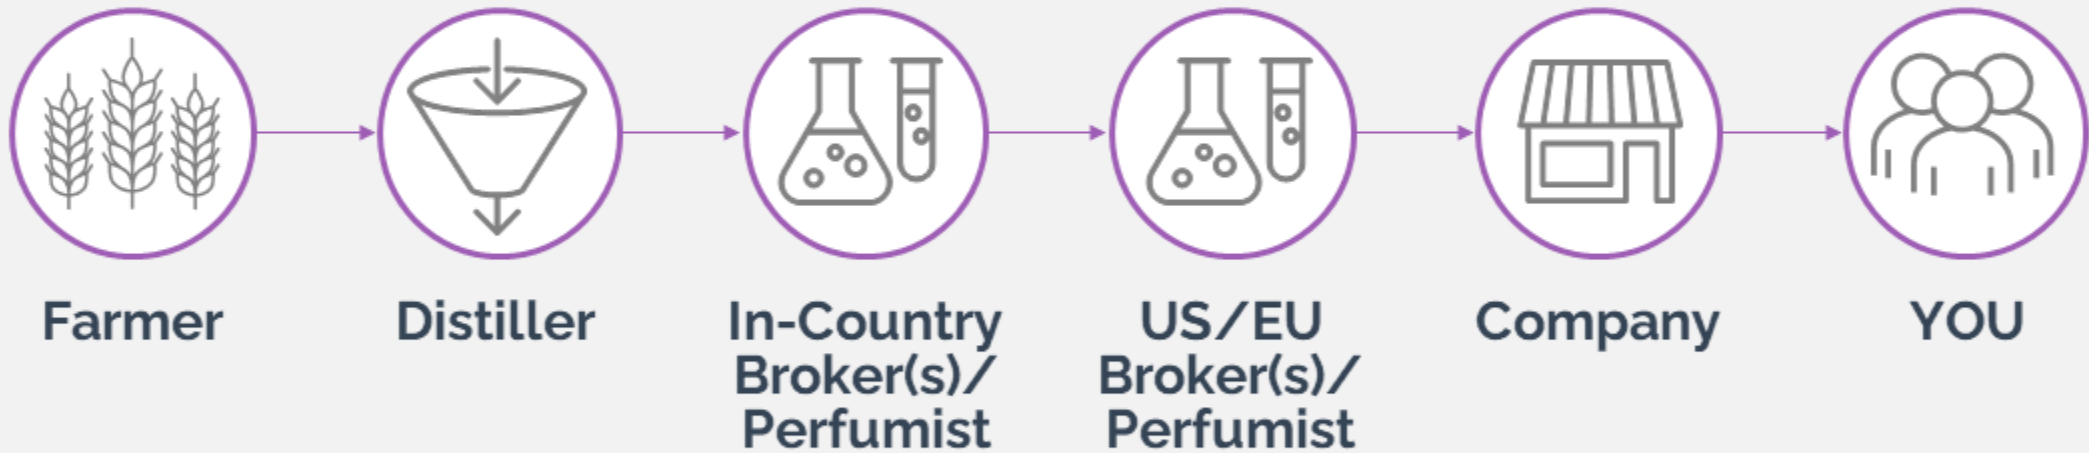 Farmer
Distiller
In-Country
Broker(s)/
Perfumist
US/EU
Broker(s)/
Perfumist
Company
YOU